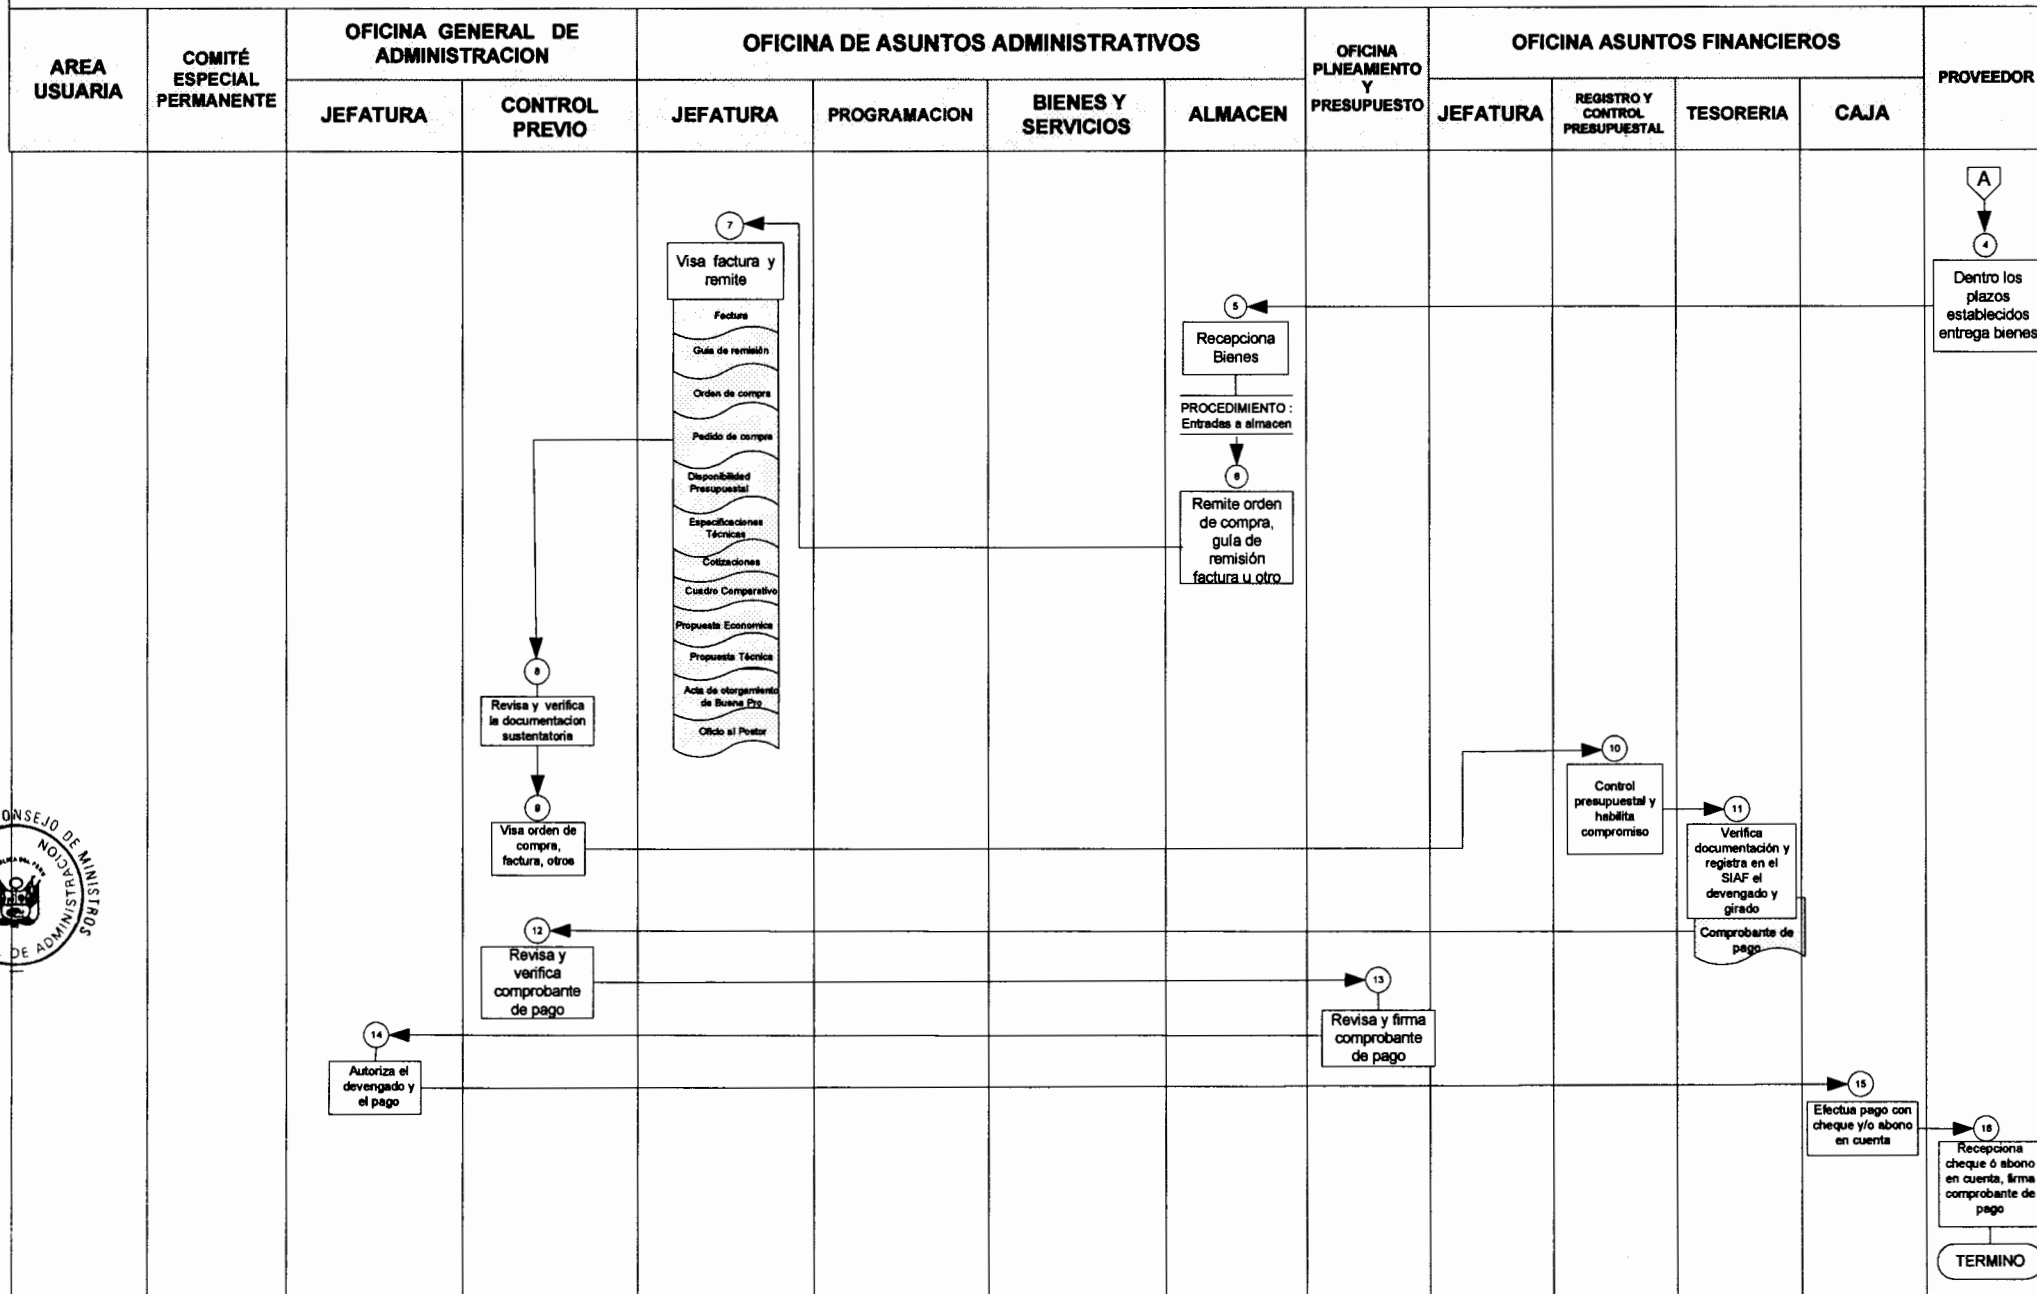 AREA
USUARIA
COMITÉ
ESPECIAL
PERMANENTE
OFICINA GENERAL DE
ADMINISTRACION
JEFATURA
CONTROL
PREVIO
OFICINA DE ASUNTOS ADMINISTRATIVOS
JEFATURA
PROGRAMACION
BIENES Y
SERVICIOS
ALMACEN
OFICINA
PLNEAMIENTO
Y
PRESUPUESTO
OFICINA ASUNTOS FINANCIEROS
JEFATURA
REGISTRO Y
CONTROL
PRESUPUESTAL
TESORERIA
CAJA
PROVEEDOR
A
4
Dentro los
plazos
establecidos
entrega bienes
5
Recepciona
Bienes
PROCEDIMIENTO :
Entradas a almacen
6
Remite orden
de compra,
guía de
remisión
factura u otro
7
Visa factura y
remite
Factura
Guia de remisión
Orden de compra
Pedido de compra
Disponibilidad
Presupuestal
Especificaciones
Técnicas
Cotizaciones
Cuadro Comparativo
Propuesta Economica
Propuesta Técnica
Acta de otorgamiento
de Buena Pro
Oficio al Postor
8
Revisa y verifica
la documentacion
sustentatoria
9
Visa orden de
compra,
factura, otros
10
Control
presupuestal y
habilita
compromiso
11
Verifica
documentación y
registra en el
SIAF el
devengado y
girado
Comprobante de
pago
12
Revisa y
verifica
comprobante
de pago
13
Revisa y firma
comprobante
de pago
14
Autoriza el
devengado y
el pago
15
Efectua pago con
cheque y/o abono
en cuenta
16
Recepciona
cheque ó abono
en cuenta, firma
comprobante de
pago
TERMINO
ONSEJO DE MINISTROS
DE ADMINISTRACION